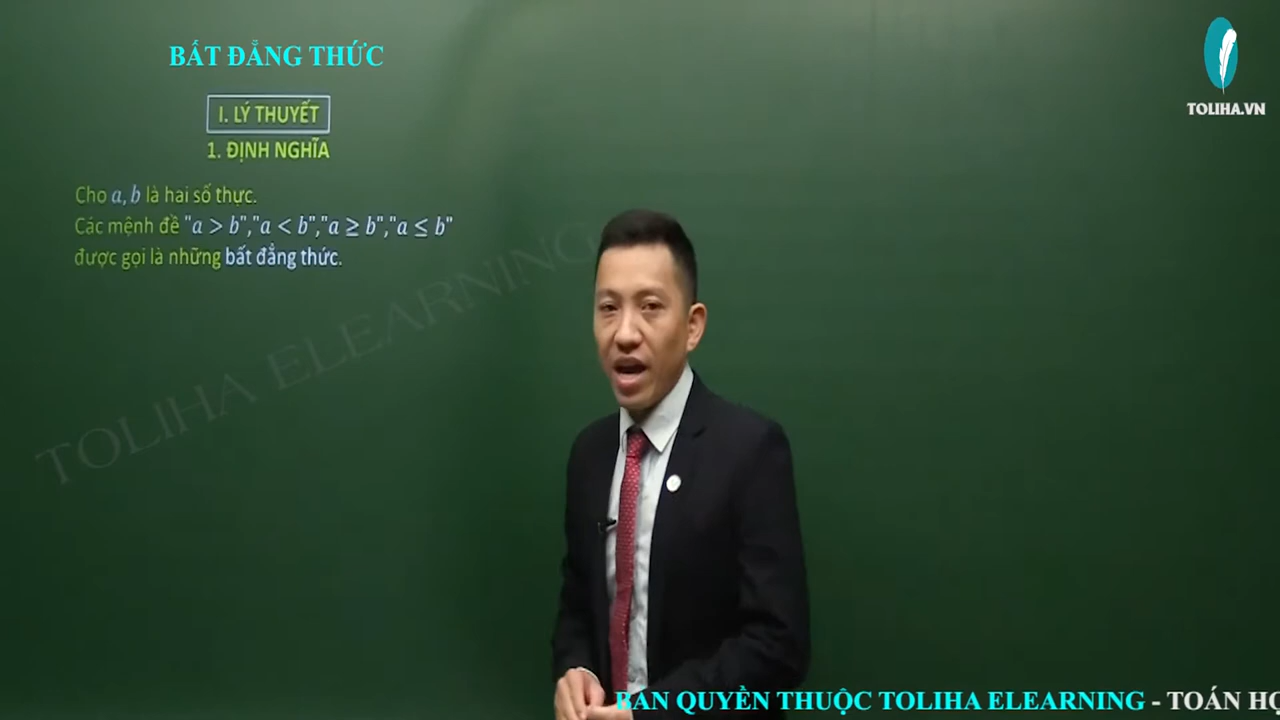 BẤT ĐẲNG THỨC
TOLIHA.VN
I. LÝ THUYẾT
1. ĐỊNH NGHĨA
Cho a, b là hai số thực.
Các mệnh đề "a > b","a < b","a ≥ b","a ≤ b"
được gọi là những bất đẳng thức.
TOLIHA ELEARNING
BẢN QUYỀN THUỘC TOLIHA ELEARNING - TOÁN